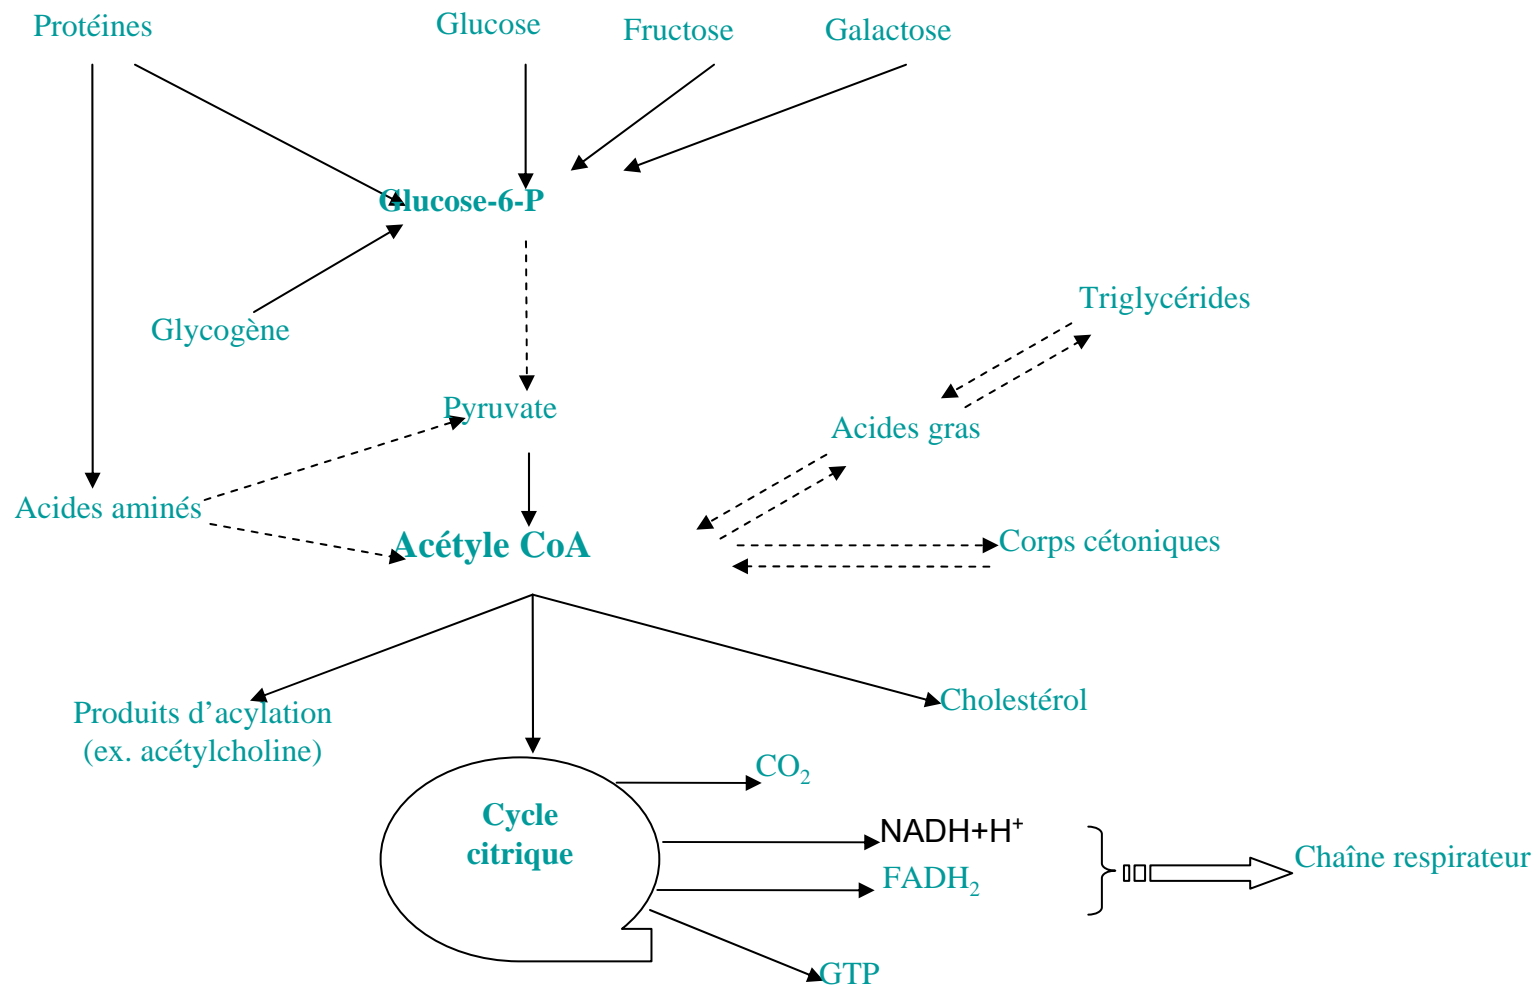 Protéines
Glucose
Fructose
Galactose
Glucose-6-P
Triglycérides
Glycogène
Pyruvate
Acides gras
Acides aminés
Acétyle CoA
Corps cétoniques
Produits d’acylation
(ex. acétylcholine)
Cholestérol
CO₂
Cycle
citrique
NADH+H⁺
FADH₂
Chaîne respirateur
GTP